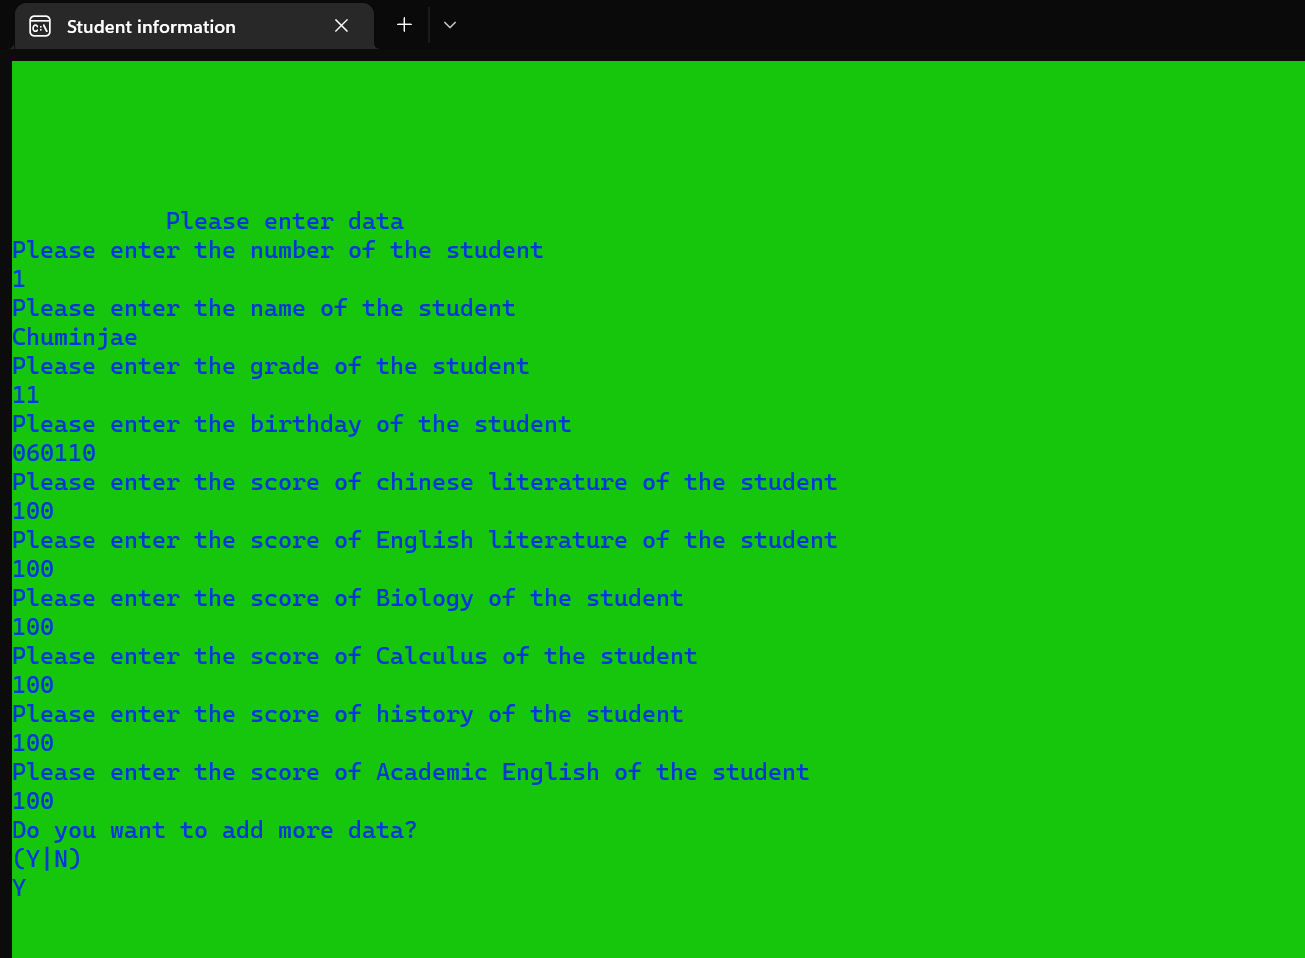 Student information
Please enter data
Please enter the number of the student
1
Please enter the name of the student
Chuminjae
Please enter the grade of the student
11
Please enter the birthday of the student
060110
Please enter the score of chinese literature of the student
100
Please enter the score of English literature of the student
100
Please enter the score of Biology of the student
100
Please enter the score of Calculus of the student
100
Please enter the score of history of the student
100
Please enter the score of Academic English of the student
100
Do you want to add more data?
(Y|N)
Y